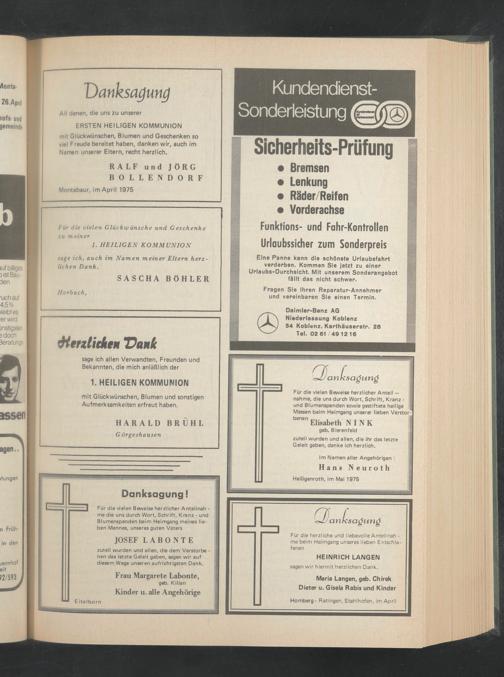 Danksagung
All denen, die uns zu unserer
ERSTEN HEILIGEN KOMMUNION
mit Glückwünschen, Blumen und Geschenken so
viel Freude bereitet haben, danken wir, auch im
Namen unserer Eltern, recht herzlich.
RALF und JÖRG
BOLLENDORF
Montabaur, im April 1975
Für die vielen Glückwünsche und Geschenke
zu meiner
1. HEILIGEN KOMMUNION
sage ich, auch im Namen meiner Eltern herz-
lichen Dank.
SASCHA BÖHLER
Horbach,
Herzlichen Dank
sage ich allen Verwandten, Freunden und
Bekannten, die mich anläßlich der
1. HEILIGEN KOMMUNION
mit Glückwünschen, Blumen und sonstigen
Aufmerksamkeiten erfreut haben.
HARALD BRÜHL
Görgeshausen
Danksagung!
Für die vielen Beweise herzlicher Anteilnah-
me die uns durch Wort, Schrift, Kranz - und
Blumenspenden beim Heimgang meines lie-
ben Mannes, unseres guten Vaters
JOSEF LABONTE
zuteil wurden und allen, die dem Verstorbe-
nen das letzte Geleit gaben, sagen wir auf
diesem Wege unseren aufrichtigsten Dank.
Frau Margarete Labonte,
geb. Kilian
Kinder u. alle Angehörige
Eitelborn
Kundendienst-
Sonderleistung
Sicherheits-Prüfung
Bremsen
Lenkung
Räder/Reifen
Vorderachse
Funktions- und Fahr-Kontrollen
Urlaubssicher zum Sonderpreis
Eine Panne kann die schönste Urlaubsfahrt
verderben. Kommen Sie jetzt zu einer
Urlaubs-Durchsicht. Mit unserem Sonderangebot
fällt das nicht schwer.
Fragen Sie Ihren Reparatur-Annehmer
und vereinbaren Sie einen Termin.
Daimler-Benz AG
Niederlassung Koblenz
54 Koblenz, Karthäuserstr. 26
Tel. 02 61 / 49 12 16
Danksagung
Für die vielen Beweise herzlicher Anteil -
nahme, die uns durch Wort, Schrift, Kranz -
und Blumenspenden sowie gestiftete heilige
Messen beim Heimgang unserer lieben Verstor-
benen
Elisabeth NINK
geb. Bierenfeld
zuteil wurden und allen, die ihr das letzte
Geleit gaben, danke ich herzlich.
Im Namen aller Angehörigen:
Hans Neuroth
Heiligenroth, im Mai 1975
Danksagung
Für die herzliche und liebevolle Anteilnah-
me beim Heimgang unseres lieben Entschla-
fenen
HEINRICH LANGEN
sagen wir hiermit herzlichen Dank.
Maria Langen, geb. Chirek
Dieter u. Gisela Rabis und Kinder
Homberg - Ratingen, Stahlhofen, im April